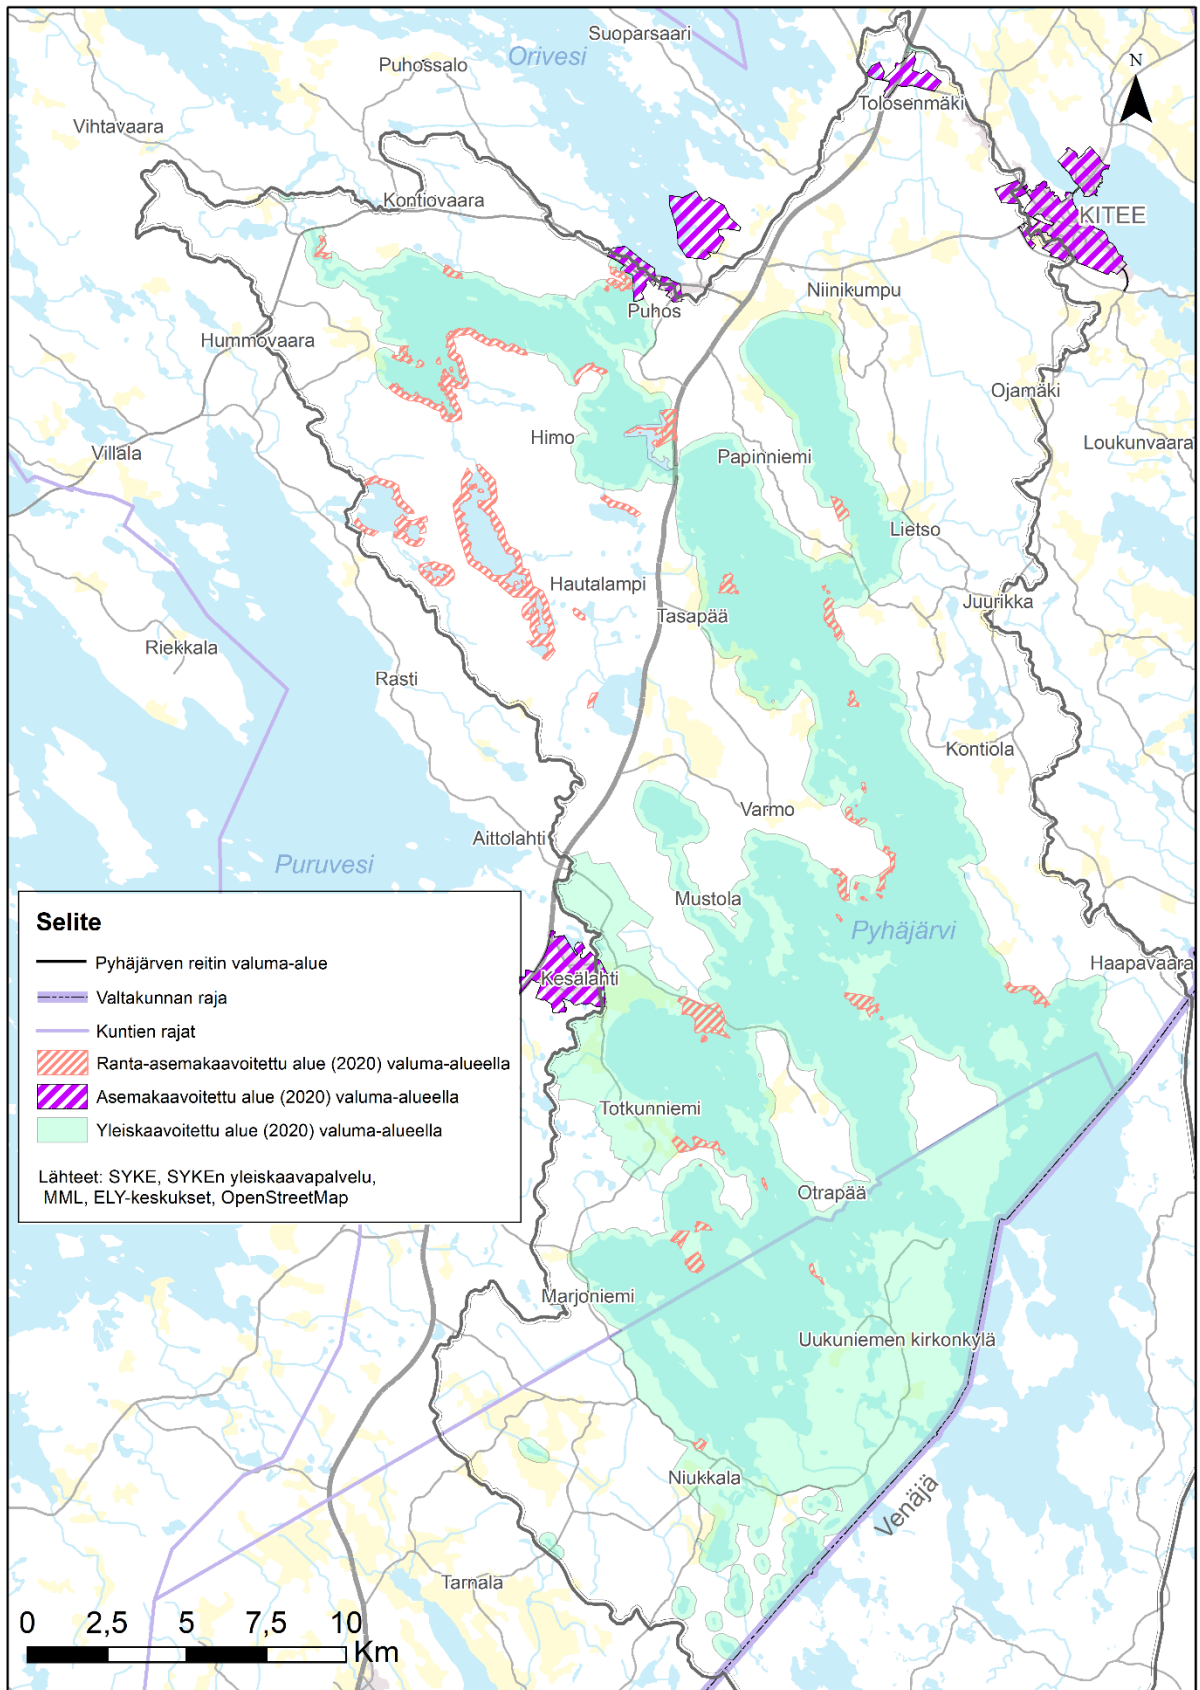 Suoparsaari
Orivesi
Puhossalo
N
Tolosenmäki
Vihtavaara
Kontiovaara
KITEE
Niinikumpu
Puhos
Hummovaara
Ojamäki
Himo
Loukunvaara
Villala
Papinniemi
Lietso
Hautalampi
Juurikka
Tasapää
Riekkala
Rasti
Kontiola
Varmo
Aittolahti
Puruvesi
Mustola
Pyhäjärvi
Haapavaara
Kesälahti
Selite
Pyhäjärven reitin valuma-alue
Valtakunnan raja
Kuntien rajat
Ranta-asemakaavoitettu alue (2020) valuma-alueella
Asemakaavoitettu alue (2020) valuma-alueella
Yleiskaavoitettu alue (2020) valuma-alueella
Lähteet: SYKE, SYKEn yleiskaavapalvelu,
MML, ELY-keskukset, OpenStreetMap
Totkunniemi
Otrapää
Marjoniemi
Uukuniemen kirkonkylä
Niukkala
Venäjä
Tarnala
0 2,5 5 7,5 10
Km